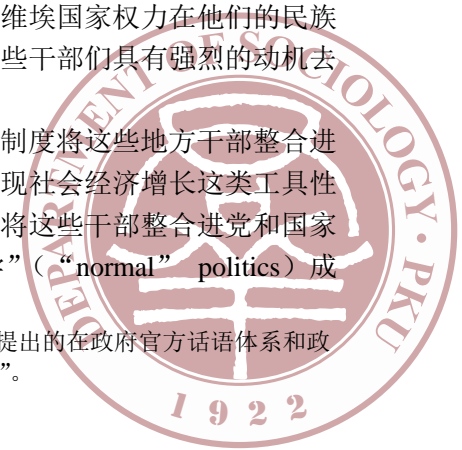 维埃国家权力在他们的民族
些干部们具有强烈的动机去
制度将这些地方干部整合进
现社会经济增长这类工具性
将这些干部整合进党和国家
”（“normal” politics）成
提出的在政府官方话语体系和政
”。
DEPARTMENT OF SOCIOLOGY · PKU
1922